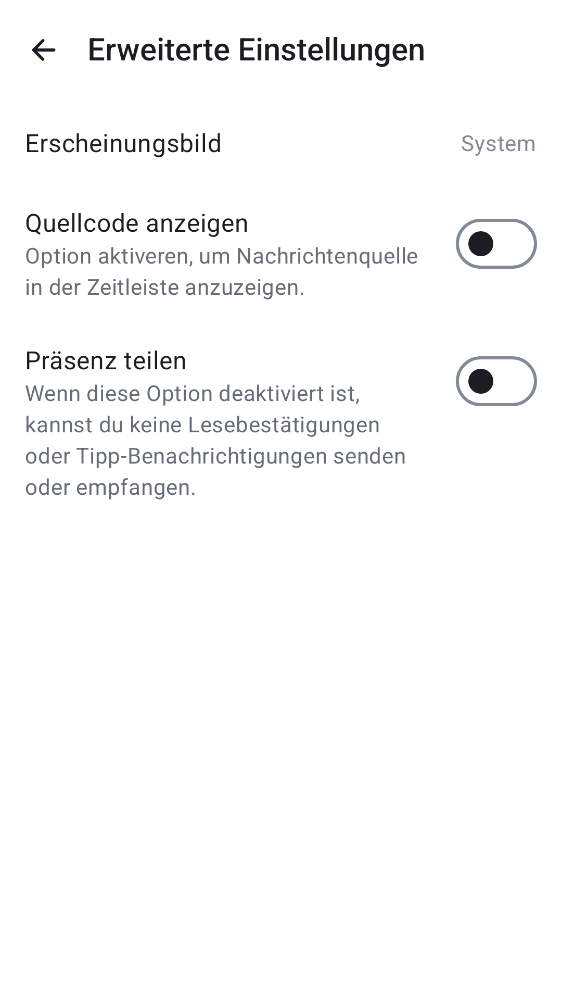 Erweiterte Einstellungen
Erscheinungsbild System
Quellcode anzeigen
Option aktiveren, um Nachrichtenquelle
in der Zeitleiste anzuzeigen.
Präsenz teilen
Wenn diese Option deaktiviert ist,
kannst du keine Lesebestätigungen
oder Tipp-Benachrichtigungen senden
oder empfangen.